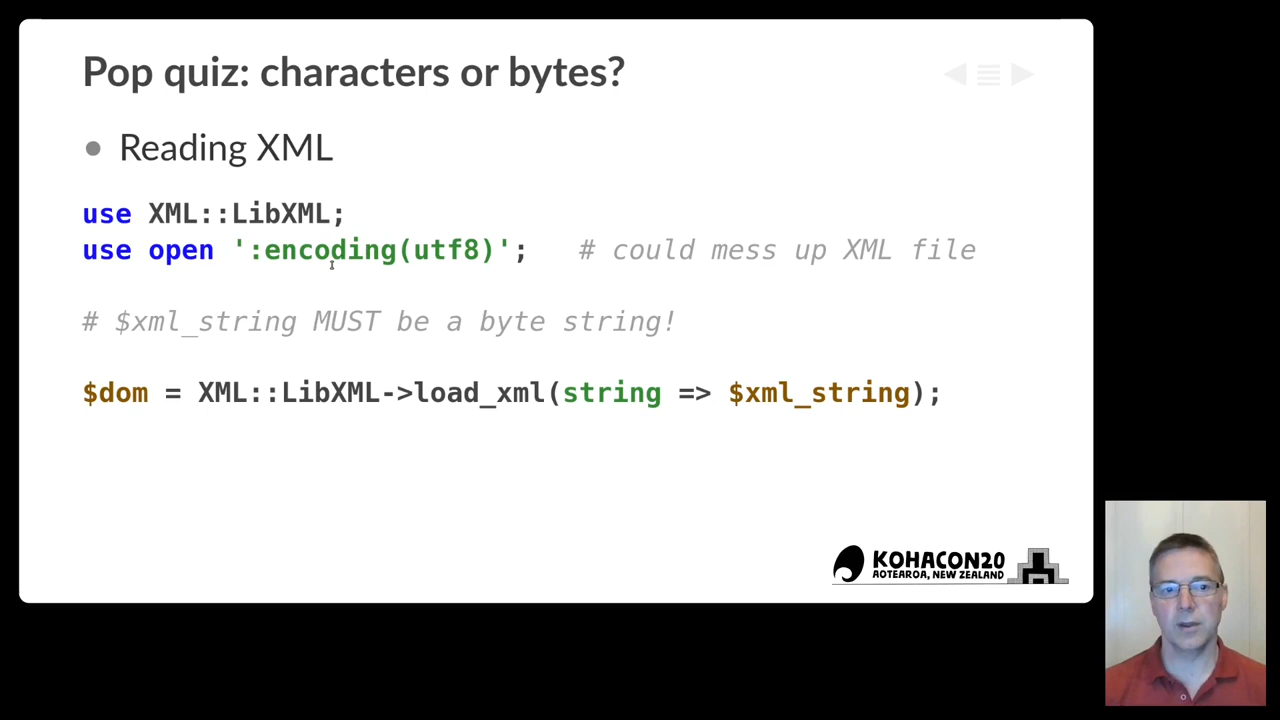 Pop quiz: characters or bytes?
Reading XML
use XML::LibXML;
use open ':encoding(utf8)';   # could mess up XML file
# $xml_string MUST be a byte string!
$dom = XML::LibXML->load_xml(string => $xml_string);
KOHACON20
AOTEAROA, NEW ZEALAND